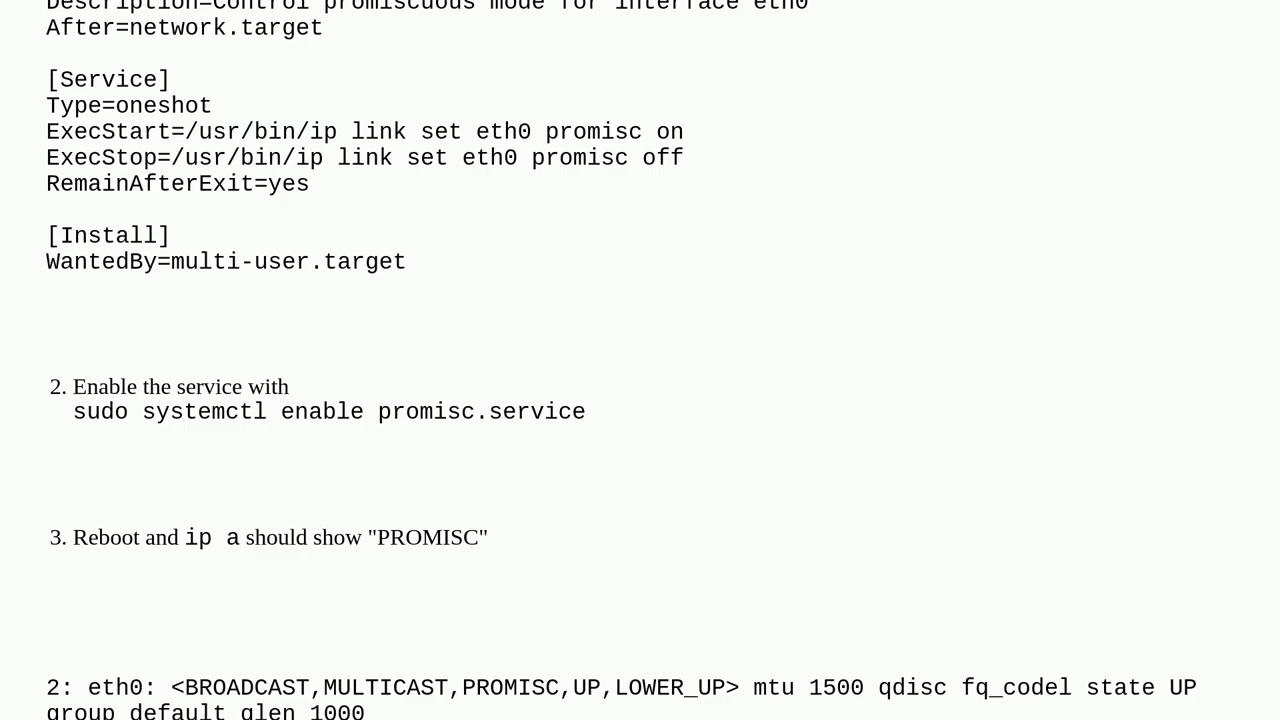 Description=Control promiscuous mode for interface eth0
After=network.target
[Service]
Type=oneshot
ExecStart=/usr/bin/ip link set eth0 promisc on
ExecStop=/usr/bin/ip link set eth0 promisc off
RemainAfterExit=yes
[Install]
WantedBy=multi-user.target
2. Enable the service with
sudo systemctl enable promisc.service
3. Reboot and ip a should show "PROMISC"
2: eth0: <BROADCAST,MULTICAST,PROMISC,UP,LOWER_UP> mtu 1500 qdisc fq_codel state UP
group default qlen 1000